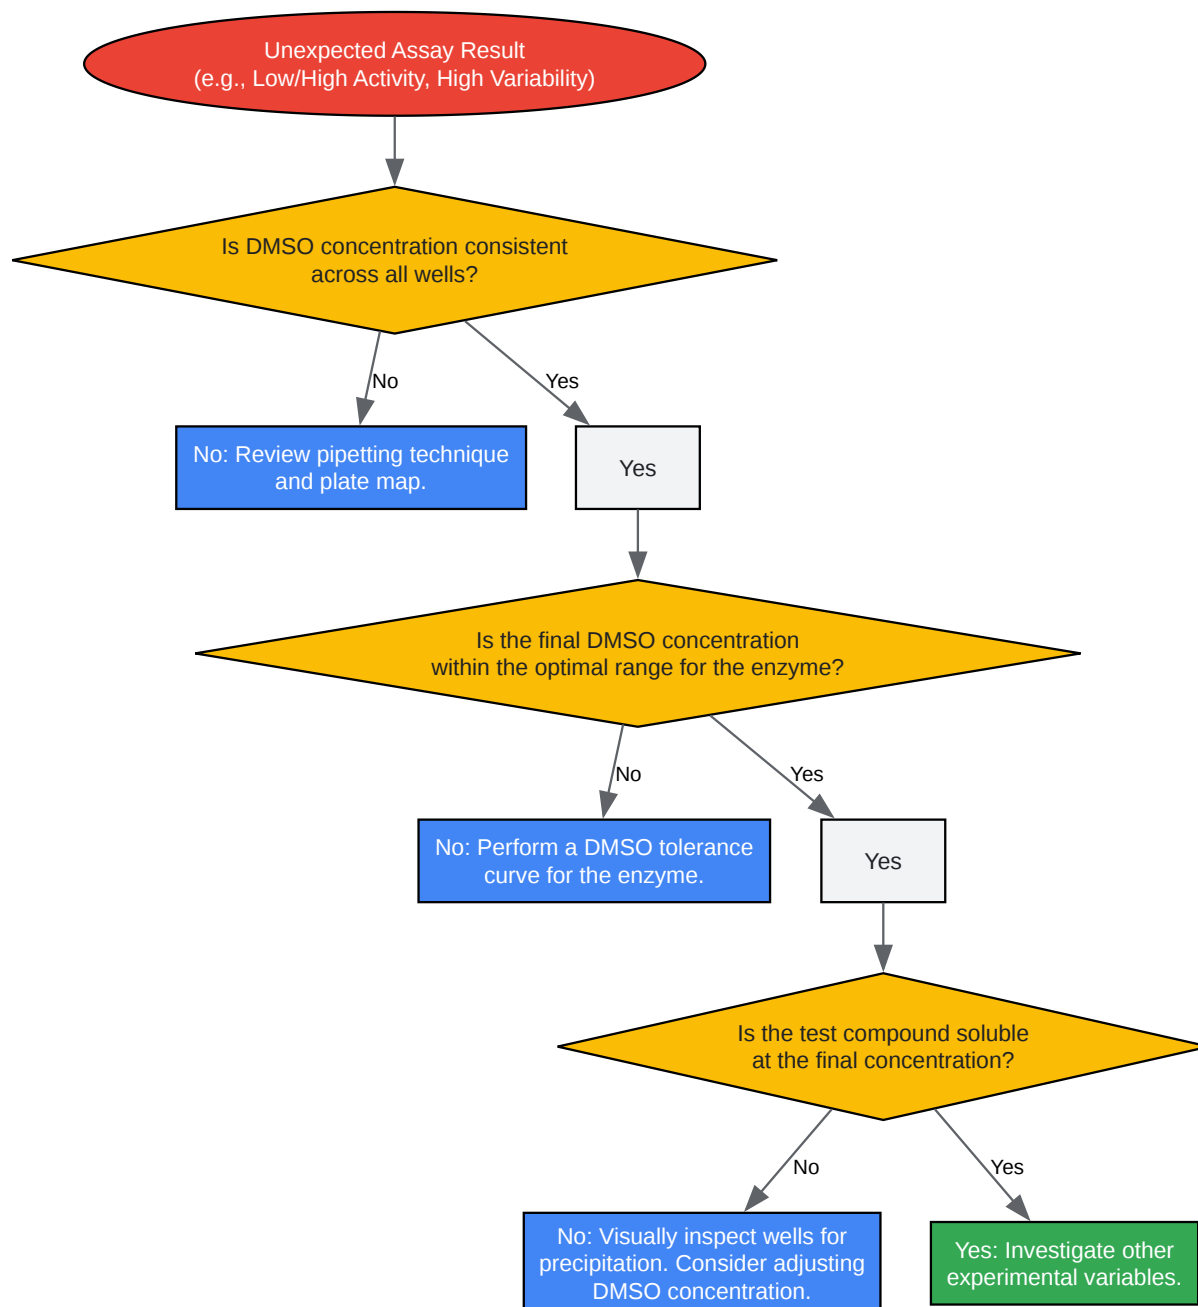 Unexpected Assay Result
(e.g., Low/High Activity, High Variability)
Is DMSO concentration consistent
across all wells?
No
Yes
No: Review pipetting technique
and plate map.
Yes
Is the final DMSO concentration
within the optimal range for the enzyme?
No
Yes
No: Perform a DMSO tolerance
curve for the enzyme.
Yes
Is the test compound soluble
at the final concentration?
No
Yes
No: Visually inspect wells for
precipitation. Consider adjusting
DMSO concentration.
Yes: Investigate other
experimental variables.